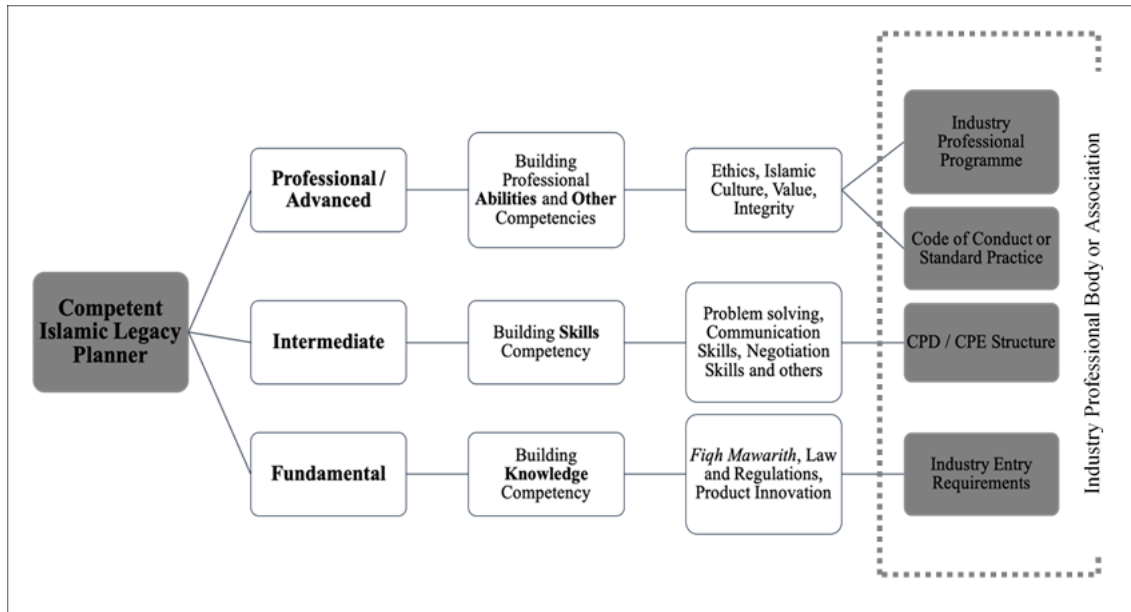 Industry
Professional
Programme
Professional /
Advanced
Building
Professional
Abilities and Other
Competencies
Ethics, Islamic
Culture, Value,
Integrity
Code of Conduct or
Standard Practice
Competent
Islamic Legacy
Planner
Intermediate
Building Skills
Competency
Problem solving,
Communication
Skills, Negotiation
Skills and others
CPD / CPE Structure
Fundamental
Building
Knowledge
Competency
Fiqh Mawarith, Law
and Regulations,
Product Innovation
Industry Entry
Requirements
Industry Professional Body or Association